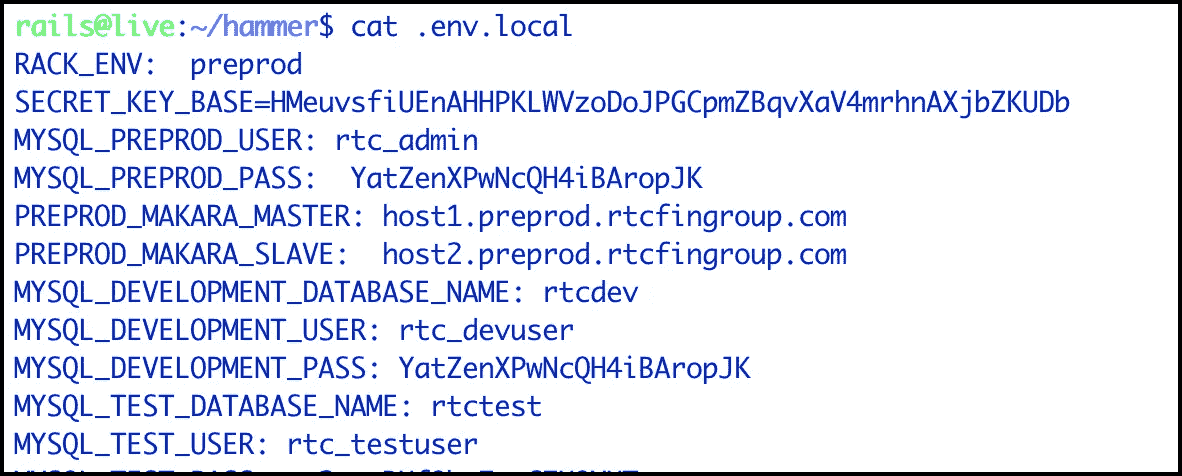 rails@live:~/hammer$ cat .env.local
RACK_ENV:  preprod
SECRET_KEY_BASE=HMeuvsfiUEnAHHPKLWVzoDoJPGCpmZBqvXaV4mrhnAXjbZKUDb
MYSQL_PREPROD_USER: rtc_admin
MYSQL_PREPROD_PASS:  YatZenXPwNcQH4iBAropJK
PREPROD_MAKARA_MASTER: host1.preprod.rtcfingroup.com
PREPROD_MAKARA_SLAVE:  host2.preprod.rtcfingroup.com
MYSQL_DEVELOPMENT_DATABASE_NAME: rtcdev
MYSQL_DEVELOPMENT_USER: rtc_devuser
MYSQL_DEVELOPMENT_PASS: YatZenXPwNcQH4iBAropJK
MYSQL_TEST_DATABASE_NAME: rtctest
MYSQL_TEST_USER: rtc_testuser